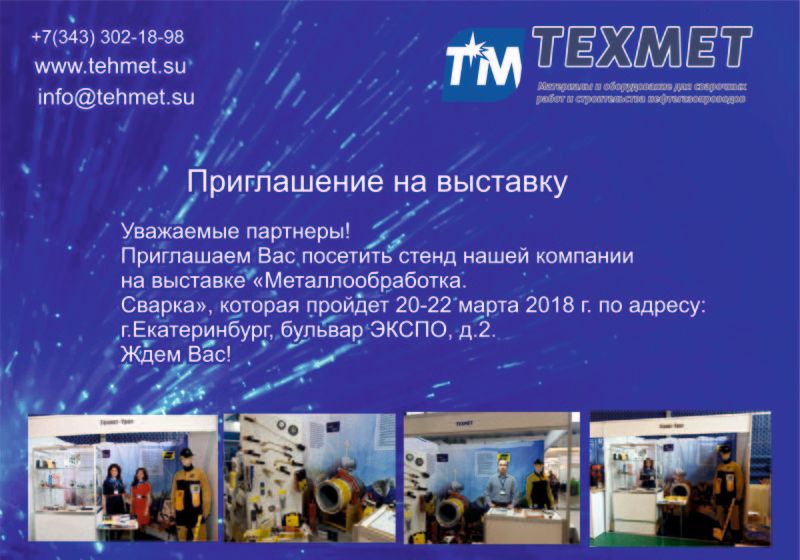 +7(343) 302-18-98
www.tehmet.su
info@tehmet.su
ТМ ТЕХМЕТ
Материалы и оборудование для сварочных
работ и строительства нефтегазопроводов
Приглашение на выставку
Уважаемые партнеры!
Приглашаем Вас посетить стенд нашей компании
на выставке «Металлообработка.
Сварка», которая пройдет 20-22 марта 2018 г. по адресу:
г.Екатеринбург, бульвар ЭКСПО, д.2.
Ждем Вас!
Техмет-Урал
ТЕХМЕТ